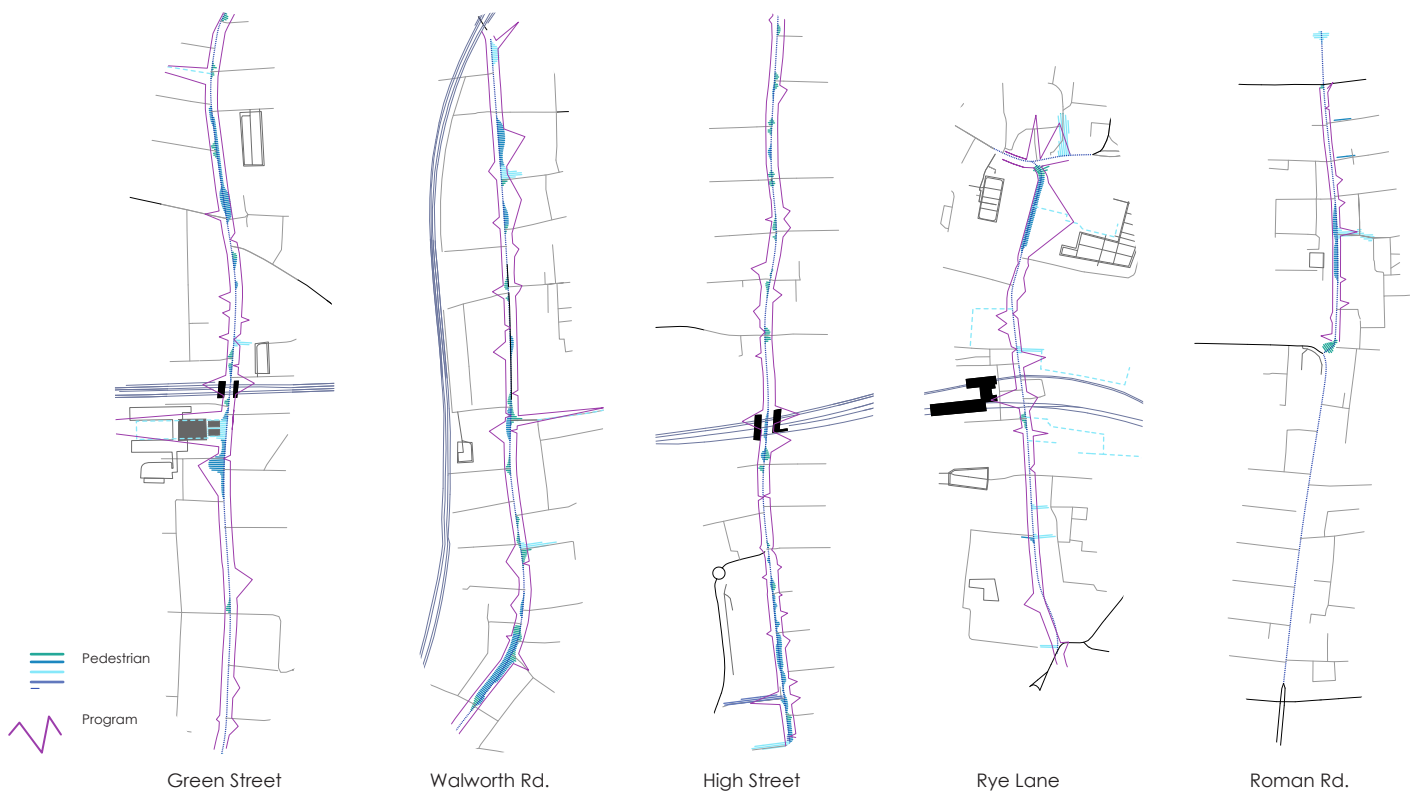 Pedestrian
Program
Green Street
Walworth Rd.
High Street
Rye Lane
Roman Rd.